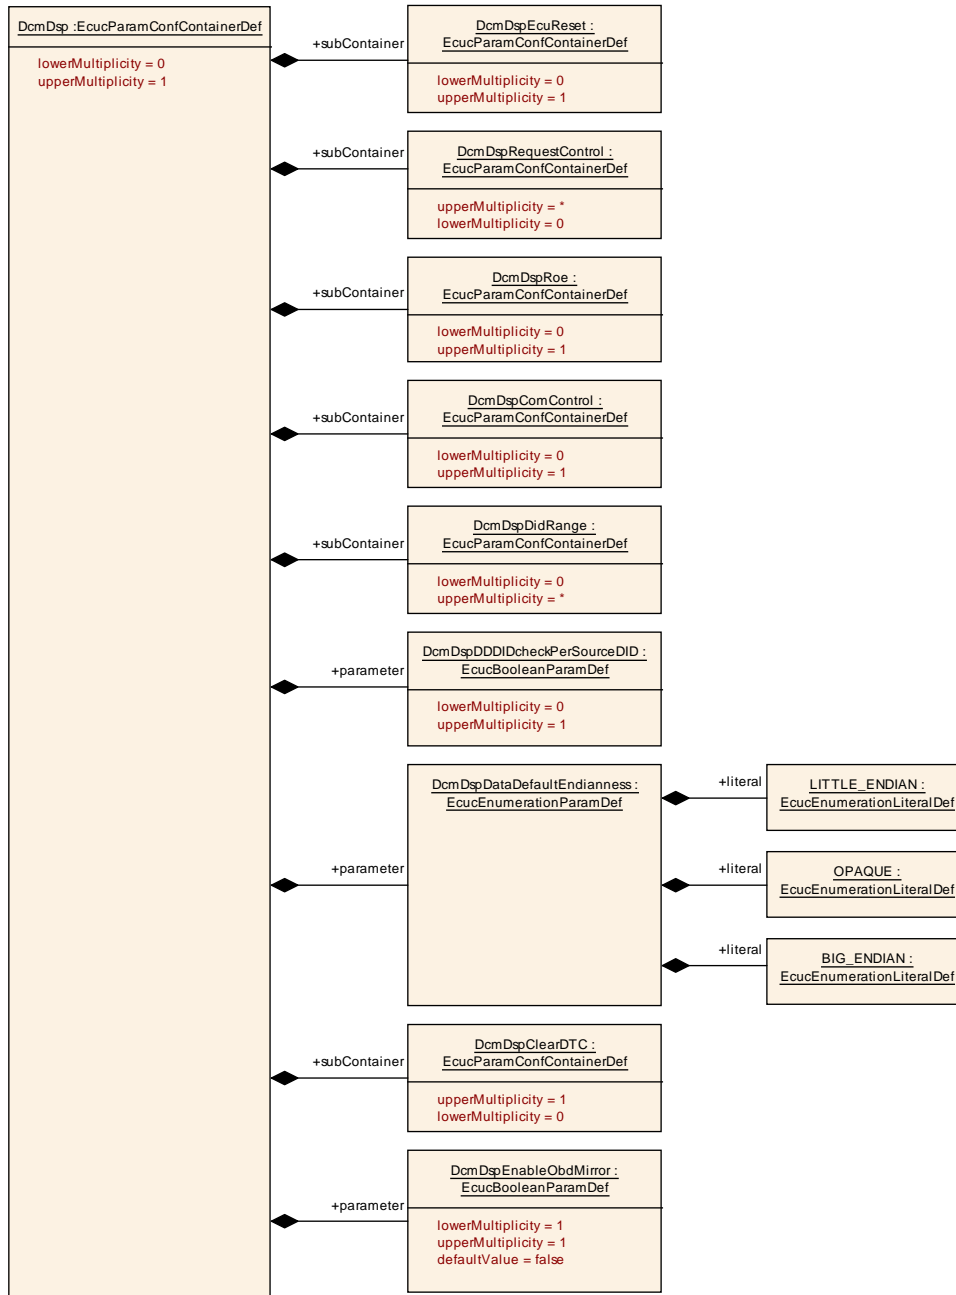 DcmDsp :EcucParamConfContainerDef
lowerMultiplicity = 0
upperMultiplicity = 1
+subContainer
DcmDspEcuReset :
EcucParamConfContainerDef
lowerMultiplicity = 0
upperMultiplicity = 1
+subContainer
DcmDspRequestControl :
EcucParamConfContainerDef
upperMultiplicity = *
lowerMultiplicity = 0
+subContainer
DcmDspRoe :
EcucParamConfContainerDef
lowerMultiplicity = 0
upperMultiplicity = 1
+subContainer
DcmDspComControl :
EcucParamConfContainerDef
lowerMultiplicity = 0
upperMultiplicity = 1
+subContainer
DcmDspDidRange :
EcucParamConfContainerDef
lowerMultiplicity = 0
upperMultiplicity = *
+parameter
DcmDspDDDIDcheckPerSourceDID :
EcucBooleanParamDef
lowerMultiplicity = 0
upperMultiplicity = 1
+parameter
DcmDspDataDefaultEndianness :
EcucEnumerationParamDef
+literal
LITTLE_ENDIAN :
EcucEnumerationLiteralDef
+literal
OPAQUE :
EcucEnumerationLiteralDef
+literal
BIG_ENDIAN :
EcucEnumerationLiteralDef
+subContainer
DcmDspClearDTC :
EcucParamConfContainerDef
upperMultiplicity = 1
lowerMultiplicity = 0
+parameter
DcmDspEnableObdMirror :
EcucBooleanParamDef
lowerMultiplicity = 1
upperMultiplicity = 1
defaultValue = false